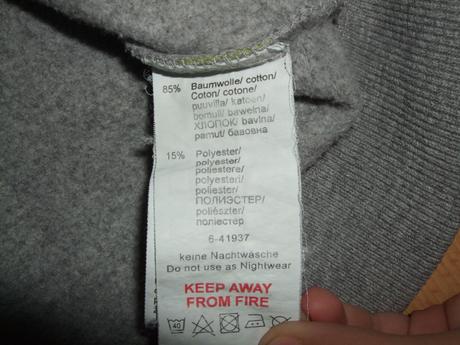 85% Baumwolle/ cotton/
Coton/ cotone/
puuvilla/ katoen/
bomull/ bawełna/
ХЛОПОК/ bavlna/
pamut/ бавовна
15% Polyester/
polyester/
poliestere/
polyesteri/
poliester/
ПОЛИЭСТЕР/
poliészter/
поліестер
6-41937
keine Nachtwäsche
Do not use as Nightwear
KEEP AWAY
FROM FIRE
40